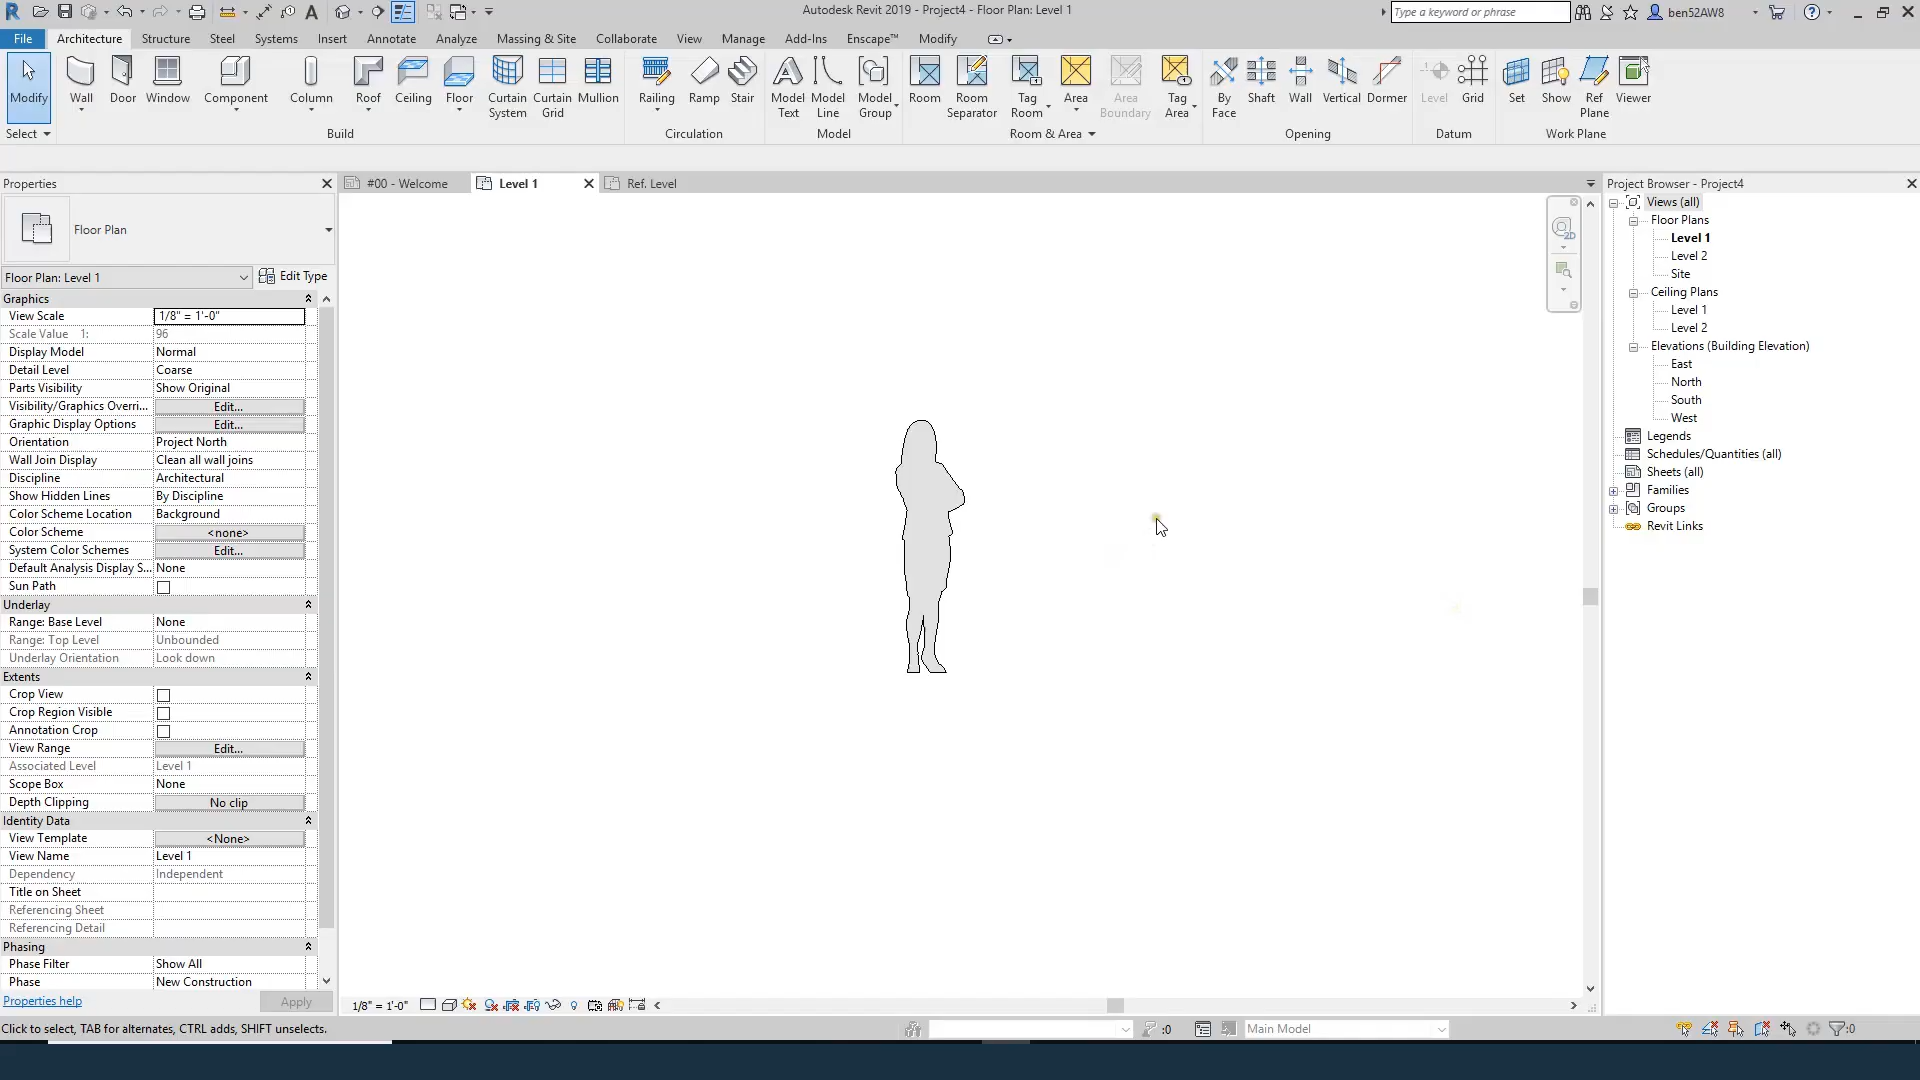 Autodesk Revit 2019 - Project4 - Floor Plan: Level 1
Type a keyword or phrase
ben52AW8
File Architecture Structure Steel Systems Insert Annotate Analyze Massing & Site Collaborate View Manage Add-Ins Enscape™ Modify
Modify Wall Door Window Component Column Roof Ceiling Floor Curtain System Curtain Grid Mullion Railing Ramp Stair Model Text Model Line Model Group Room Room Separator Tag Room Area Area Boundary Tag Area By Face Shaft Wall Vertical Dormer Level Grid Set Show Ref Plane Viewer
Select Build Circulation Model Room & Area Opening Datum Work Plane
Properties
#00 - Welcome
Level 1
Ref. Level
Project Browser - Project4
Floor Plan
Floor Plan: Level 1
Edit Type
Graphics
View Scale 1/8" = 1'-0"
Scale Value 1: 96
Display Model Normal
Detail Level Coarse
Parts Visibility Show Original
Visibility/Graphics Overri... Edit...
Graphic Display Options Edit...
Orientation Project North
Wall Join Display Clean all wall joins
Discipline Architectural
Show Hidden Lines By Discipline
Color Scheme Location Background
Color Scheme <none>
System Color Schemes Edit...
Default Analysis Display S... None
Sun Path
Underlay
Range: Base Level None
Range: Top Level Unbounded
Underlay Orientation Look down
Extents
Crop View
Crop Region Visible
Annotation Crop
View Range Edit...
Associated Level Level 1
Scope Box None
Depth Clipping No clip
Identity Data
View Template <None>
View Name Level 1
Dependency Independent
Title on Sheet
Referencing Sheet
Referencing Detail
Phasing
Phase Filter Show All
Phase New Construction
Properties help
Apply
2D
Views (all)
Floor Plans
Level 1
Level 2
Site
Ceiling Plans
Level 1
Level 2
Elevations (Building Elevation)
East
North
South
West
Legends
Schedules/Quantities (all)
Sheets (all)
Families
Groups
Revit Links
1/8" = 1'-0"
Click to select, TAB for alternates, CTRL adds, SHIFT unselects.
:0
Main Model
:0